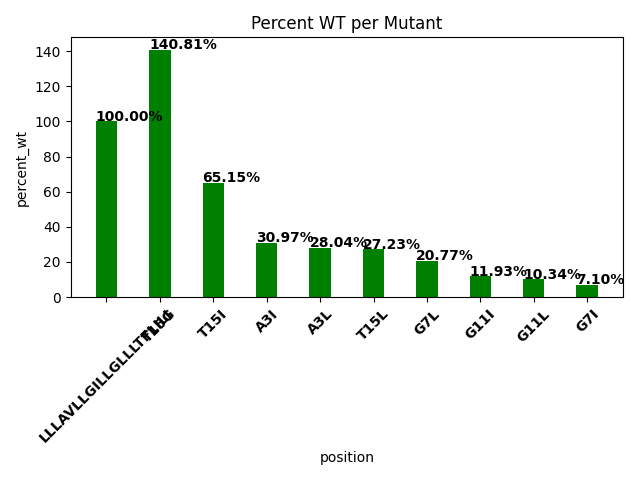 Percent WT per Mutant
percent_wt
140
120
100
80
60
40
20
0
100.00%
140.81%
65.15%
30.97%
28.04%
27.23%
20.77%
11.93%
10.34%
7.10%
T15I
A3I
A3L
T15L
G7L
G11I
G11L
G7I
position